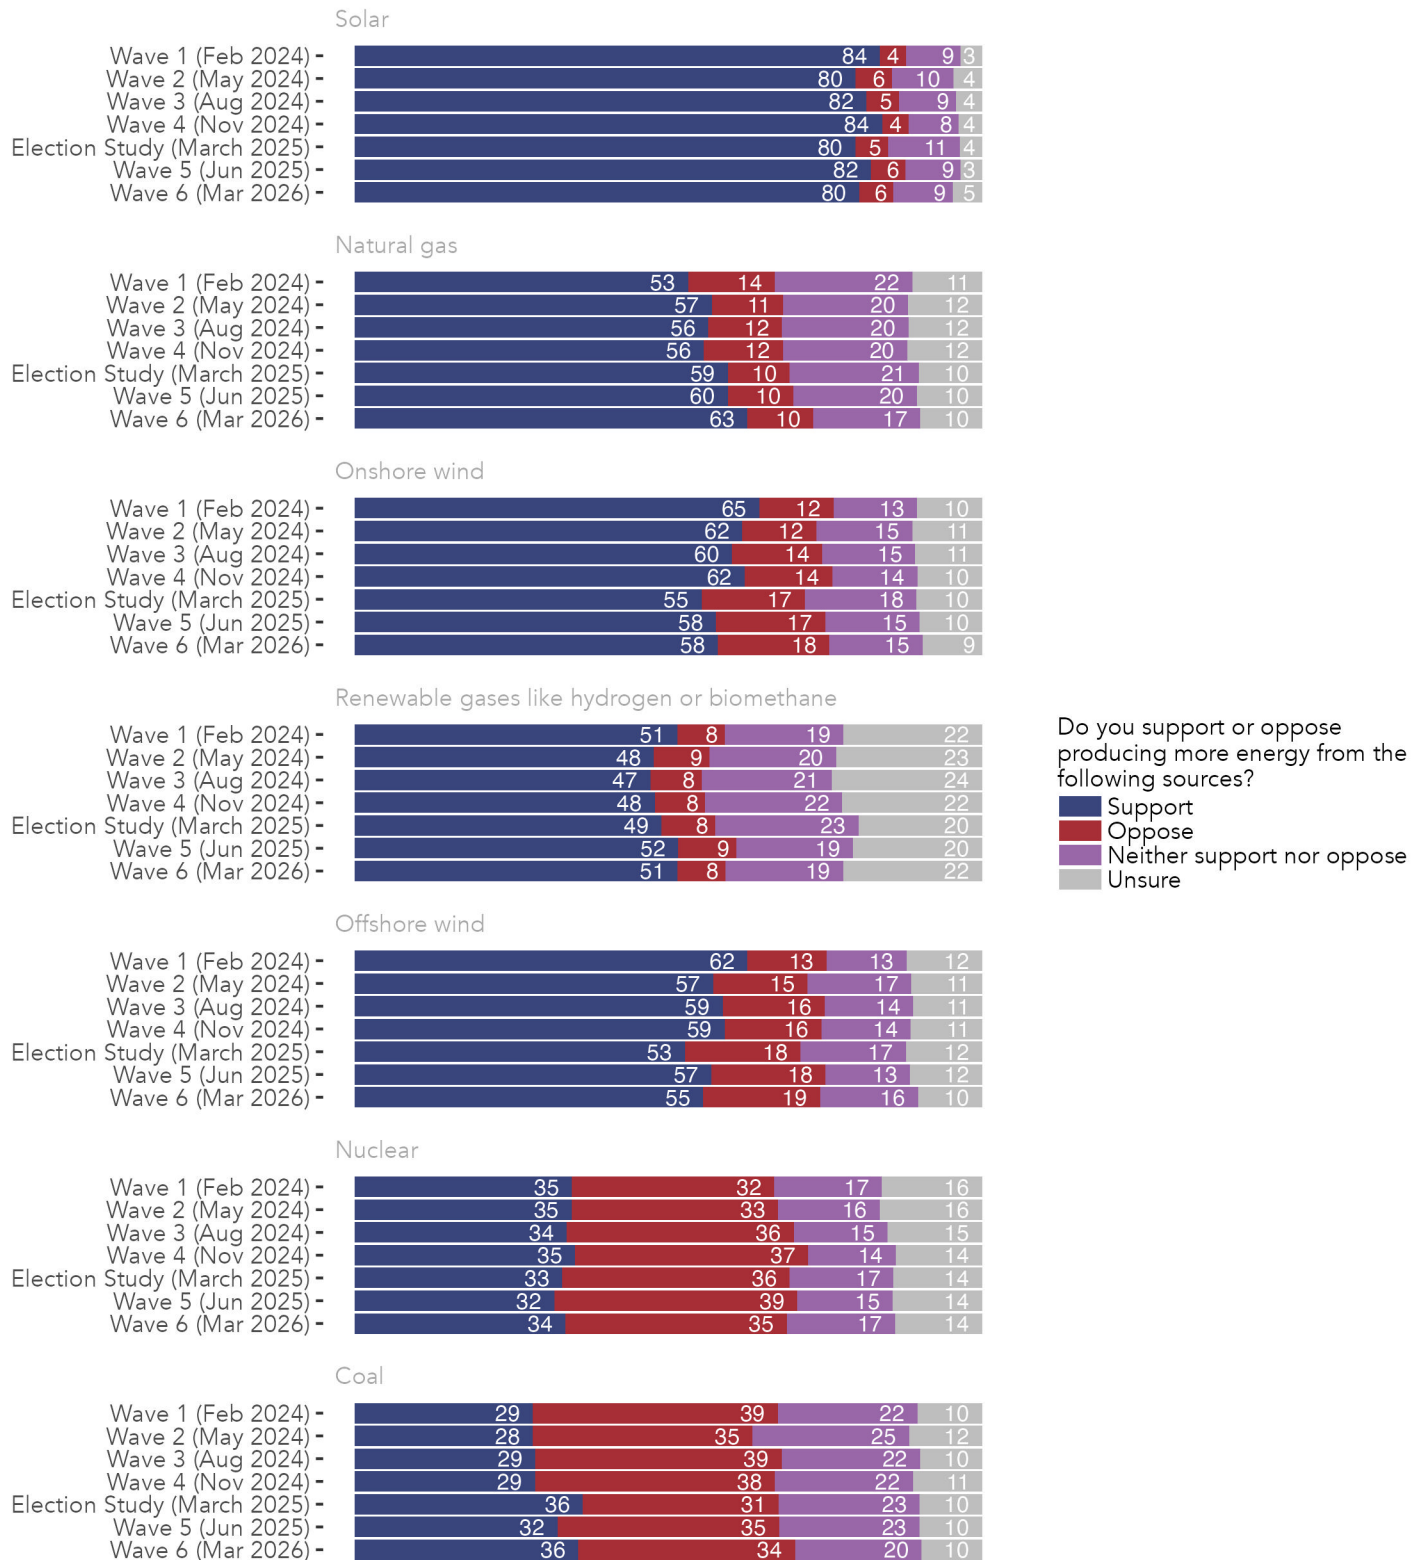 Solar
Wave 1 (Feb 2024) 84 4 9 3
Wave 2 (May 2024) 80 6 10 4
Wave 3 (Aug 2024) 82 5 9 4
Wave 4 (Nov 2024) 84 4 8 4
Election Study (March 2025) 80 5 11 4
Wave 5 (Jun 2025) 82 6 9 3
Wave 6 (Mar 2026) 80 6 9 5
Natural gas
Wave 1 (Feb 2024) 53 14 22 11
Wave 2 (May 2024) 57 11 20 12
Wave 3 (Aug 2024) 56 12 20 12
Wave 4 (Nov 2024) 56 12 20 12
Election Study (March 2025) 59 10 21 10
Wave 5 (Jun 2025) 60 10 20 10
Wave 6 (Mar 2026) 63 10 17 10
Onshore wind
Wave 1 (Feb 2024) 65 12 13 10
Wave 2 (May 2024) 62 12 15 11
Wave 3 (Aug 2024) 60 14 15 11
Wave 4 (Nov 2024) 62 14 14 10
Election Study (March 2025) 55 17 18 10
Wave 5 (Jun 2025) 58 17 15 10
Wave 6 (Mar 2026) 58 18 15 9
Renewable gases like hydrogen or biomethane
Wave 1 (Feb 2024) 51 8 19 22
Wave 2 (May 2024) 48 9 20 23
Wave 3 (Aug 2024) 47 8 21 24
Wave 4 (Nov 2024) 48 8 22 22
Election Study (March 2025) 49 8 23 20
Wave 5 (Jun 2025) 52 9 19 20
Wave 6 (Mar 2026) 51 8 19 22
Do you support or oppose
producing more energy from the
following sources?
Support
Oppose
Neither support nor oppose
Unsure
Offshore wind
Wave 1 (Feb 2024) 62 13 13 12
Wave 2 (May 2024) 57 15 17 11
Wave 3 (Aug 2024) 59 16 14 11
Wave 4 (Nov 2024) 59 16 14 11
Election Study (March 2025) 53 18 17 12
Wave 5 (Jun 2025) 57 18 13 12
Wave 6 (Mar 2026) 55 19 16 10
Nuclear
Wave 1 (Feb 2024) 35 32 17 16
Wave 2 (May 2024) 35 33 16 16
Wave 3 (Aug 2024) 34 36 15 15
Wave 4 (Nov 2024) 35 37 14 14
Election Study (March 2025) 33 36 17 14
Wave 5 (Jun 2025) 32 39 15 14
Wave 6 (Mar 2026) 34 35 17 14
Coal
Wave 1 (Feb 2024) 29 39 22 10
Wave 2 (May 2024) 28 35 25 12
Wave 3 (Aug 2024) 29 39 22 10
Wave 4 (Nov 2024) 29 38 22 11
Election Study (March 2025) 36 31 23 10
Wave 5 (Jun 2025) 32 35 23 10
Wave 6 (Mar 2026) 36 34 20 10